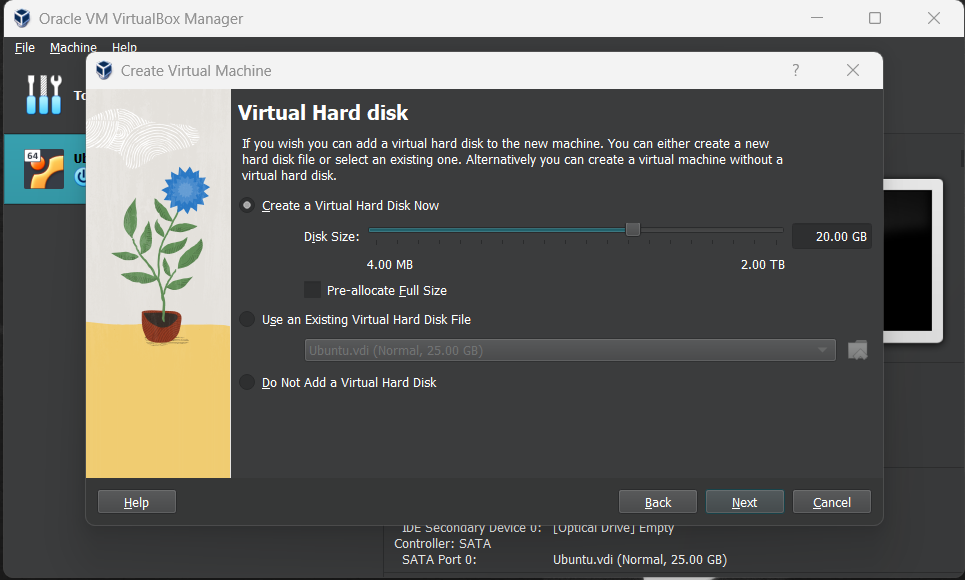 Oracle VM VirtualBox Manager
File Machine Help
Create Virtual Machine
?
64
Virtual Hard disk
If you wish you can add a virtual hard disk to the new machine. You can either create a new
hard disk file or select an existing one. Alternatively you can create a virtual machine without a
virtual hard disk.
Create a Virtual Hard Disk Now
Disk Size:
20.00 GB
4.00 MB
2.00 TB
Pre-allocate Full Size
Use an Existing Virtual Hard Disk File
Ubuntu.vdi (Normal, 25.00 GB)
Do Not Add a Virtual Hard Disk
Help
Back
Next
Cancel
IDE Secondary Device 0: [Optical Drive] Empty
Controller: SATA
SATA Port 0: Ubuntu.vdi (Normal, 25.00 GB)